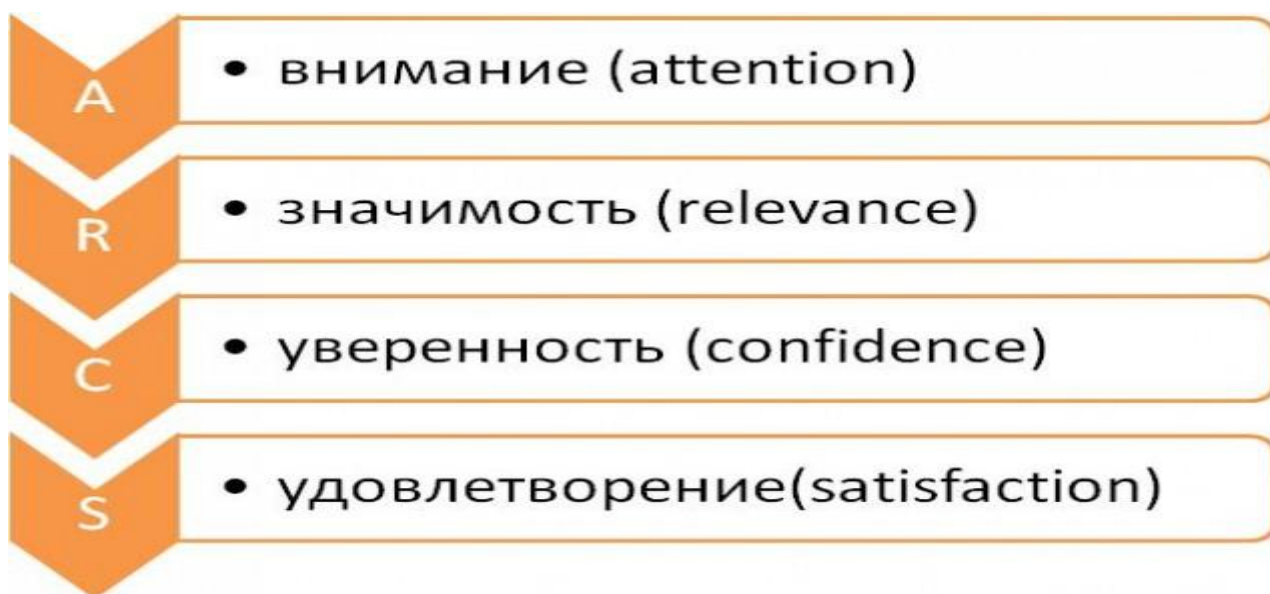 A
• внимание (attention)
R
• значимость (relevance)
C
• уверенность (confidence)
S
• удовлетворение(satisfaction)